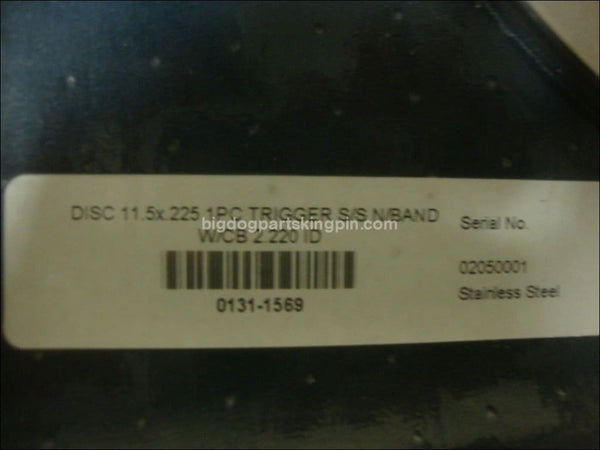 DISC 11.5x.225 1PC TRIGGER S/S N/BAND
bigdogpartskingpin.com
W/CB 2.220 ID
0131-1569
Serial No.
02050001
Stainless Steel